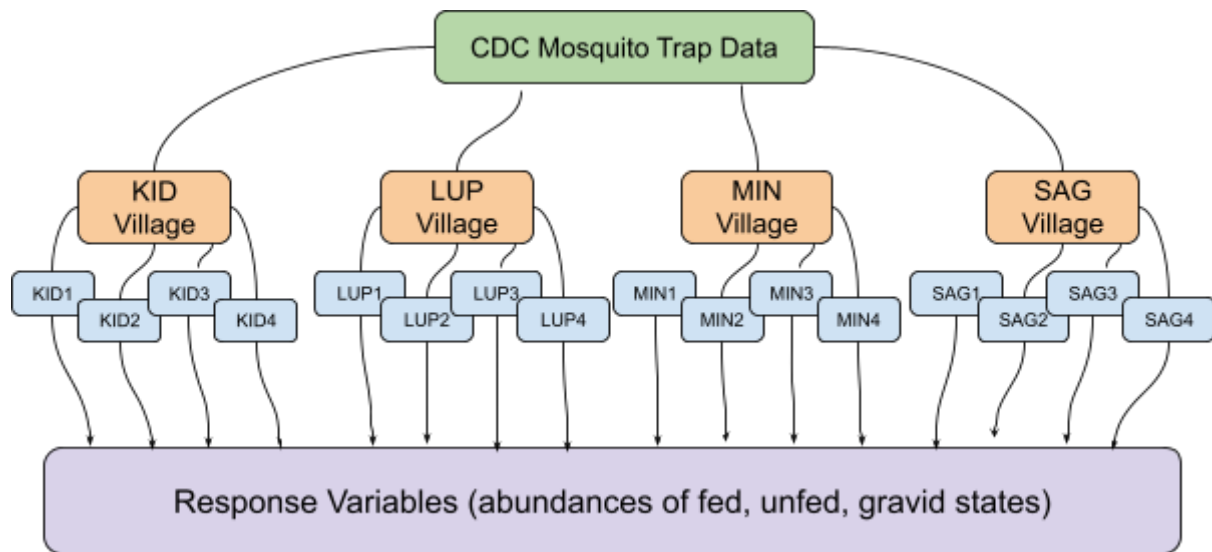 CDC Mosquito Trap Data
KID
Village
LUP
Village
MIN
Village
SAG
Village
KID1
KID2
KID3
KID4
LUP1
LUP2
LUP3
LUP4
MIN1
MIN2
MIN3
MIN4
SAG1
SAG2
SAG3
SAG4
Response Variables (abundances of fed, unfed, gravid states)